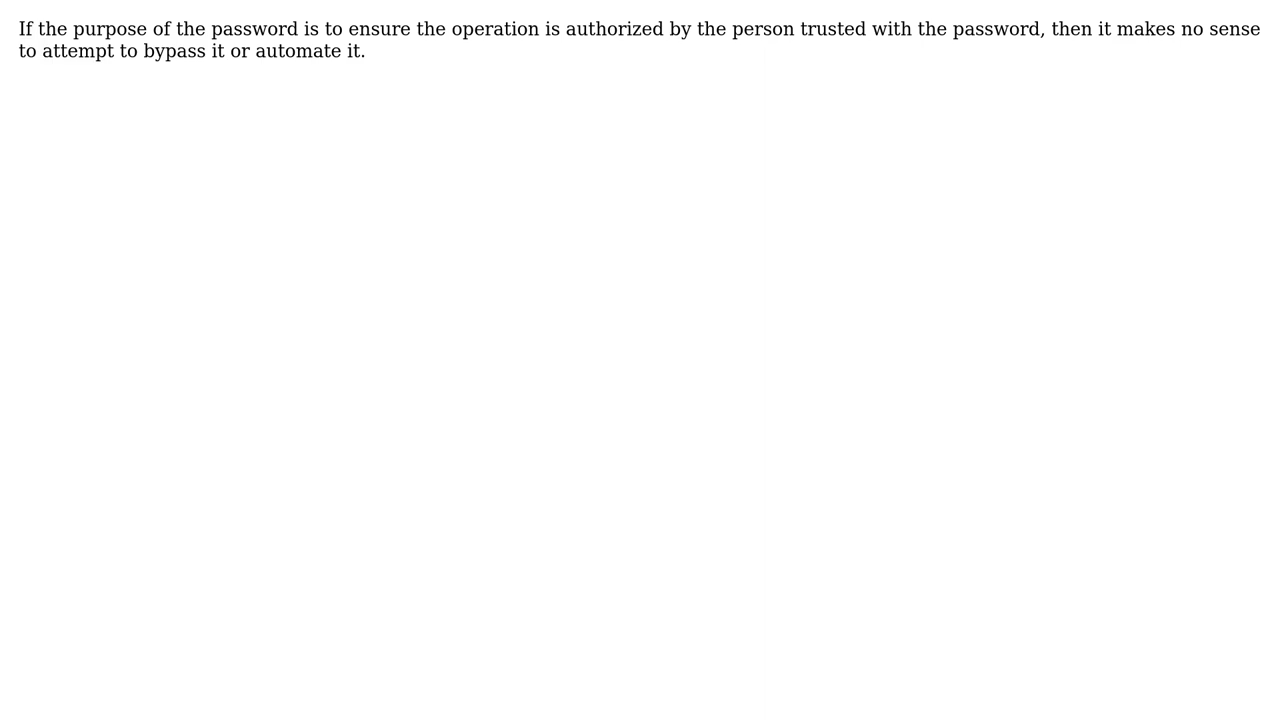 If the purpose of the password is to ensure the operation is authorized by the person trusted with the password, then it makes no sense
to attempt to bypass it or automate it.